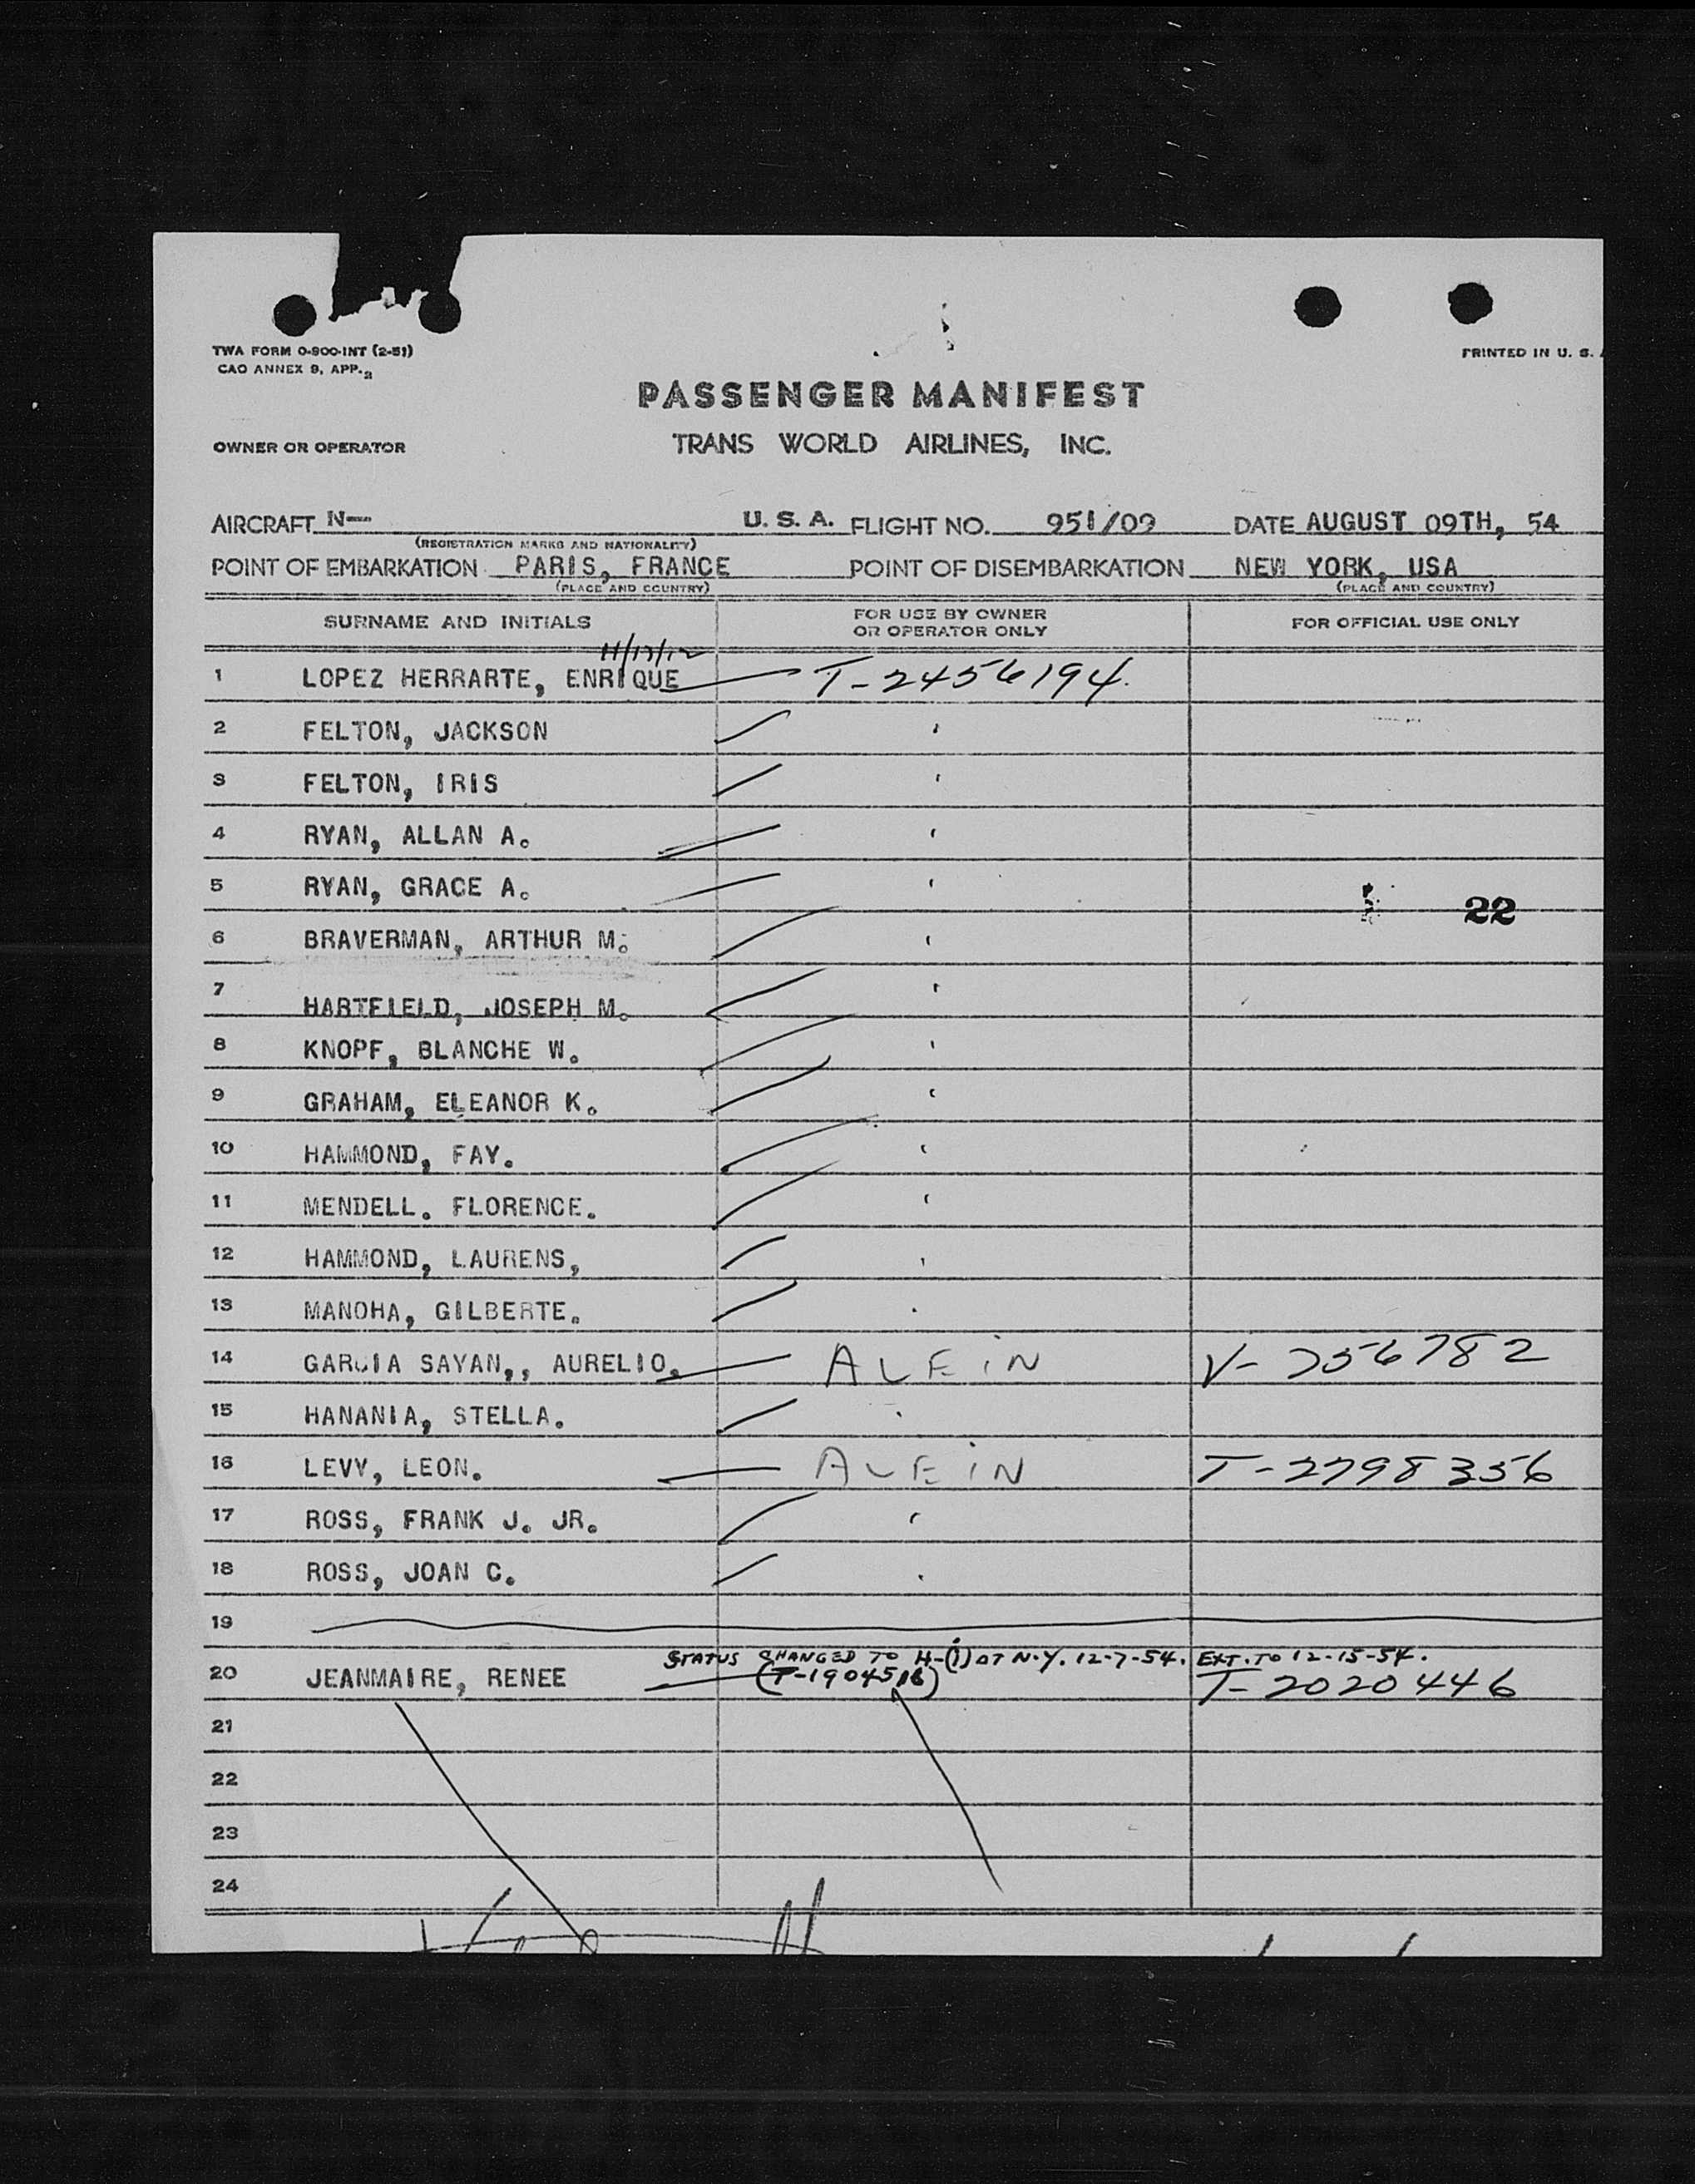 TWA FORM 0-900-INT (2-51)
CAO ANNEX 9, APP. 2
PRINTED IN U. S.
PASSENGER MANIFEST
OWNER OR OPERATOR
TRANS WORLD AIRLINES, INC.
AIRCRAFT N— U. S. A. FLIGHT NO. 951/09 DATE AUGUST 09TH, 54
(REGISTRATION MARKS AND NATIONALITY)
POINT OF EMBARKATION PARIS, FRANCE POINT OF DISEMBARKATION NEW YORK, USA
(PLACE AND COUNTRY) (PLACE AND COUNTRY)
SURNAME AND INITIALS FOR USE BY OWNER OR OPERATOR ONLY FOR OFFICIAL USE ONLY
11/13/12
1 LOPEZ HERRARTE, ENRIQUE T-2456194.
2 FELTON, JACKSON
3 FELTON, IRIS
4 RYAN, ALLAN A.
5 RYAN, GRACE A.
22
6 BRAVERMAN, ARTHUR M.
7 HARTFIELD, JOSEPH M.
8 KNOPF, BLANCHE W.
9 GRAHAM, ELEANOR K.
10 HAMMOND, FAY.
11 MENDELL. FLORENCE.
12 HAMMOND, LAURENS,
13 MANOHA, GILBERTE.
14 GARCIA SAYAN,, AURELIO. ALEIN V-756782
15 HANANIA, STELLA.
16 LEVY, LEON. ALEIN T-2798356
17 ROSS, FRANK J. JR.
18 ROSS, JOAN C.
19
STATUS CHANGED TO H-(i) AT N.Y. 12-7-54. EXT. TO 12-15-54.
20 JEANMAIRE, RENEE (T-1904516) T-2020446
21
22
23
24